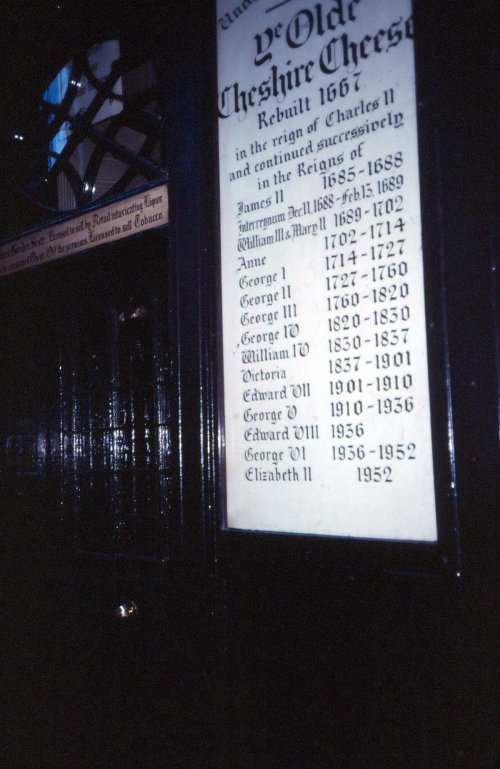 ye Olde
Cheshire Cheese
Rebuilt 1667
in the reign of Charles II
and continued successively
in the Reigns of
James II 1685-1688
Interregnum Dec.11,1688-Feb.13,1689
William III & Mary II 1689-1702
Anne 1702-1714
George I 1714-1727
George II 1727-1760
George III 1760-1820
George IV 1820-1830
William IV 1830-1837
Victoria 1837-1901
Edward VII 1901-1910
George V 1910-1936
Edward VIII 1936
George VI 1936-1952
Elizabeth II 1952
Licensed to sell by Retail intoxicating Liquor
the premises. Licensed to sell Tobacco.